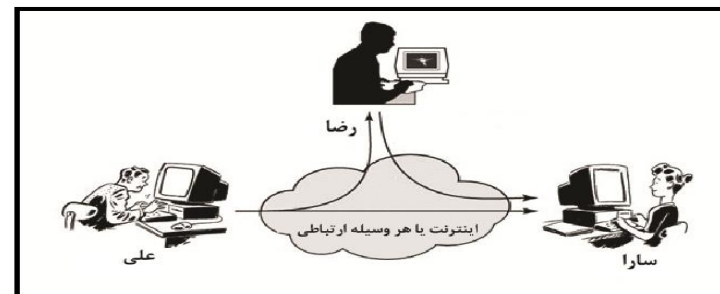 رضا
اینترنت یا هر وسیله ارتباطی
علی
سارا